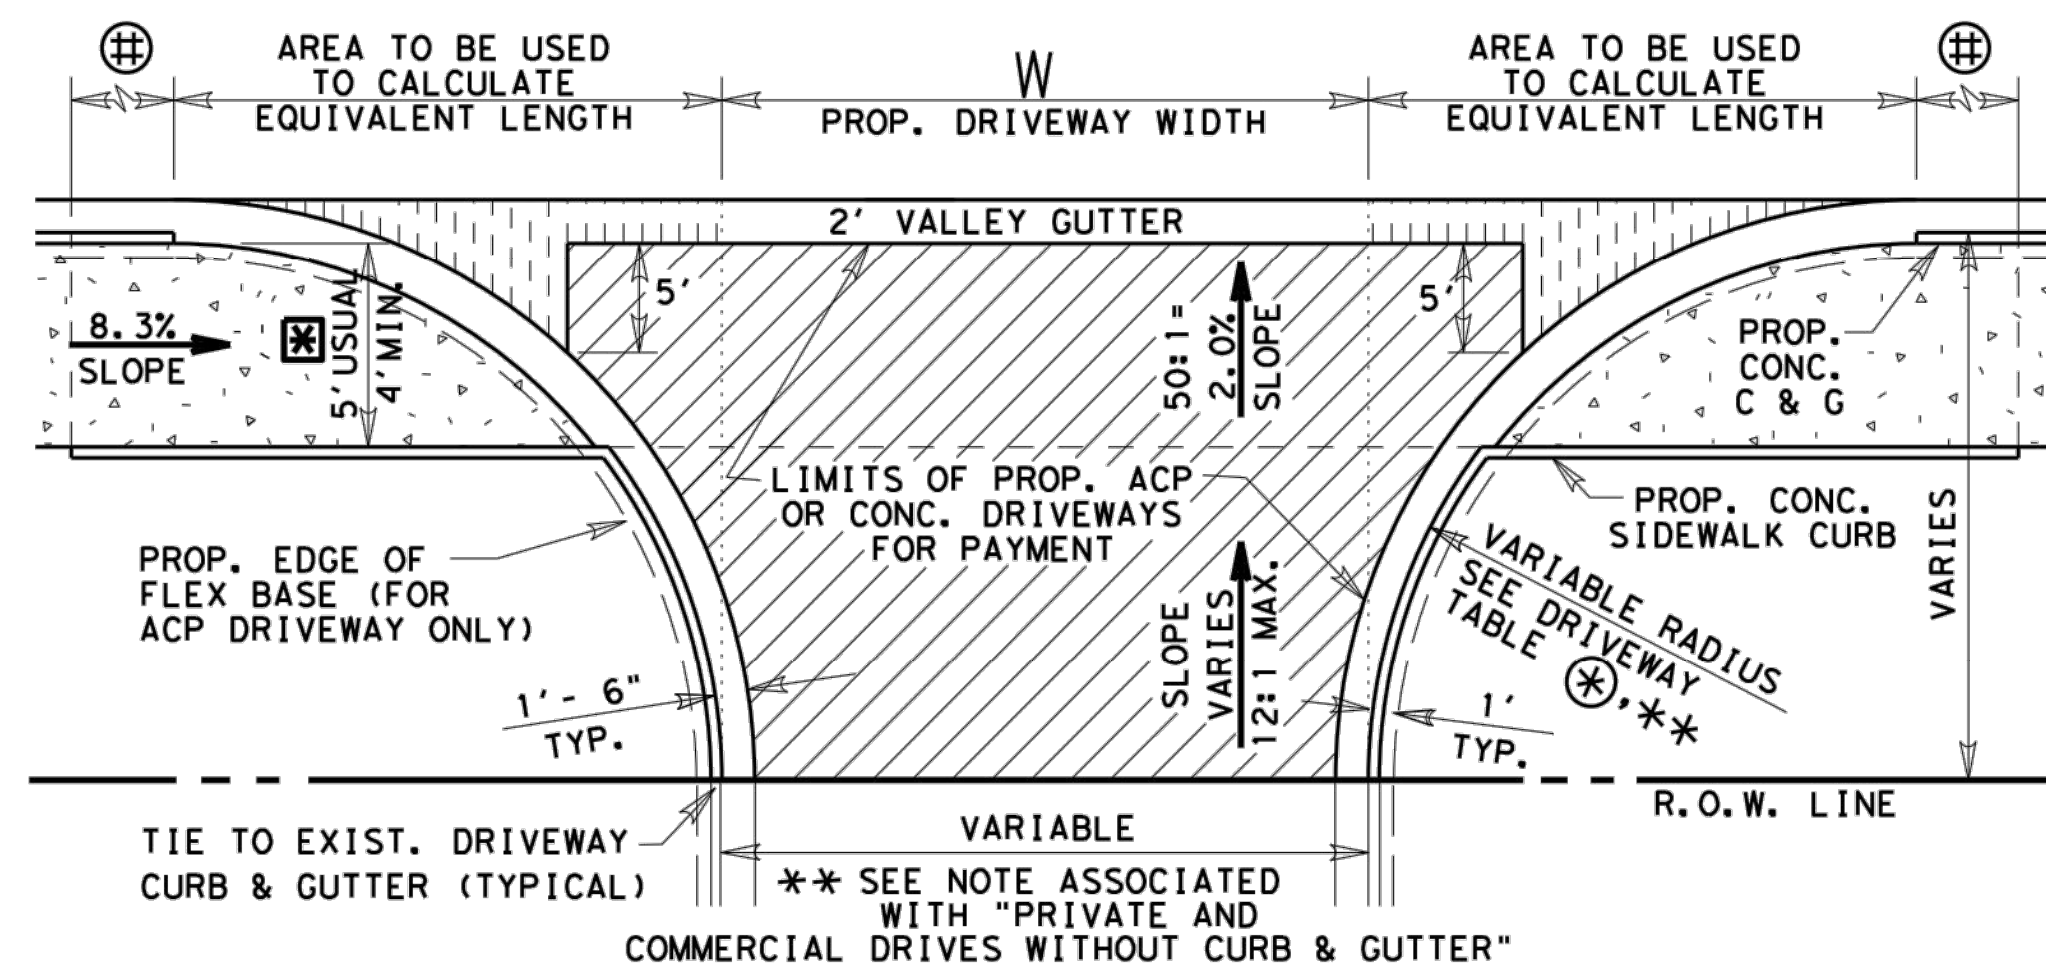 # AREA TO BE USED
TO CALCULATE
EQUIVALENT LENGTH
W
PROP. DRIVEWAY WIDTH
AREA TO BE USED
TO CALCULATE
EQUIVALENT LENGTH
#
2' VALLEY GUTTER
8.3%
SLOPE
*
5' USUAL
4' MIN.
5'
50:1=
2.0%
SLOPE
5'
PROP.
CONC.
C & G
LIMITS OF PROP. ACP
OR CONC. DRIVEWAYS
FOR PAYMENT
PROP. CONC.
SIDEWALK CURB
VARIES
PROP. EDGE OF
FLEX BASE (FOR
ACP DRIVEWAY ONLY)
SLOPE
VARIES
12:1 MAX.
VARIABLE RADIUS
SEE DRIVEWAY
TABLE *,**
1'- 6"
TYP.
1'
TYP.
R.O.W. LINE
TIE TO EXIST. DRIVEWAY
CURB & GUTTER (TYPICAL)
VARIABLE
** SEE NOTE ASSOCIATED
WITH "PRIVATE AND
COMMERCIAL DRIVES WITHOUT CURB & GUTTER"